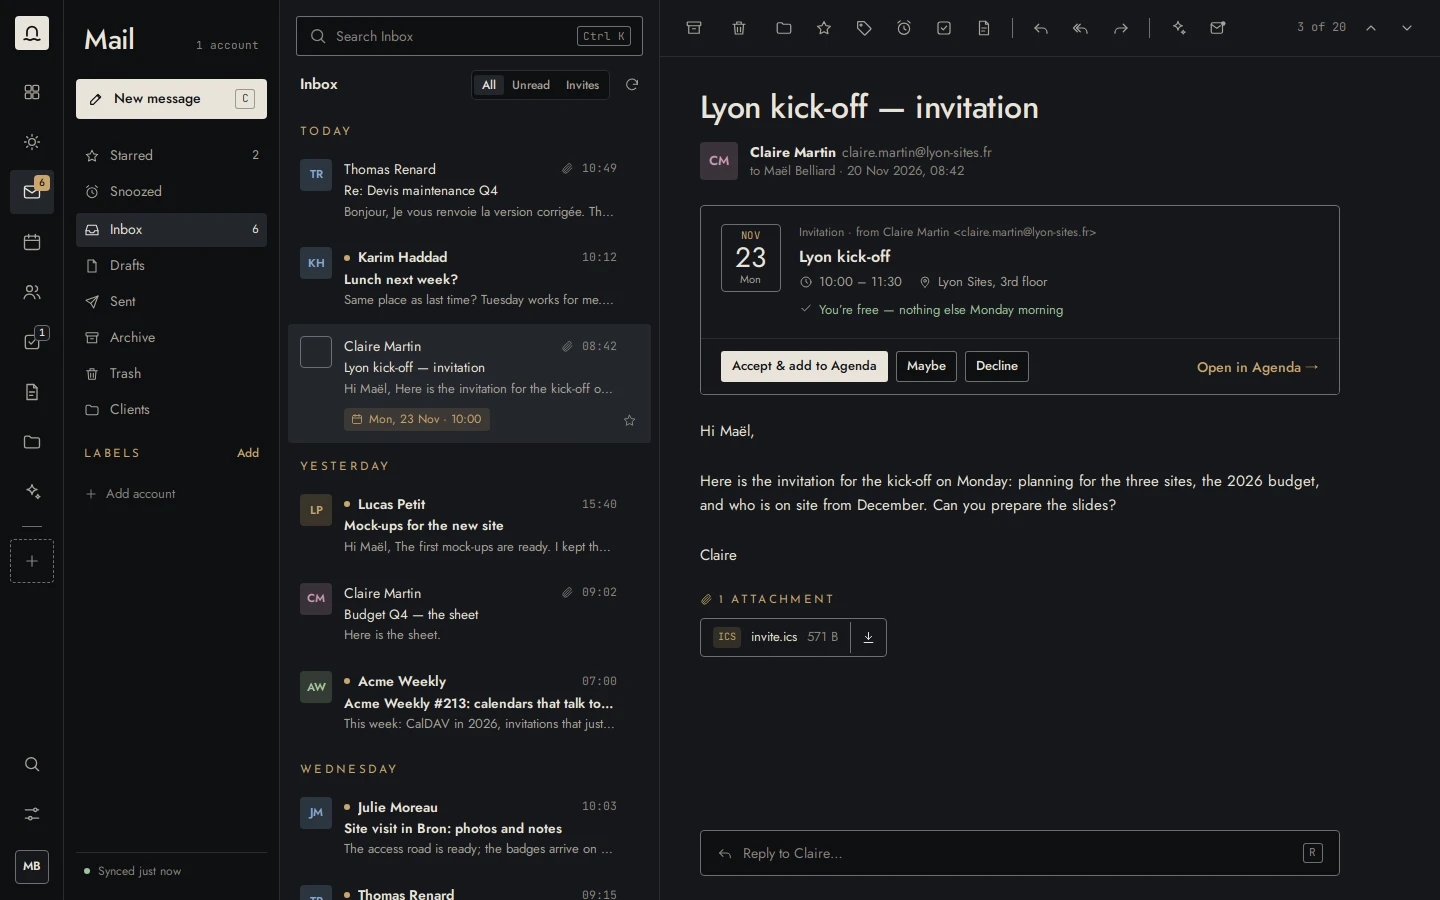 Mail
1 account
New message
C
Starred
2
Snoozed
Inbox
6
Drafts
Sent
Archive
Trash
Clients
LABELS
Add
Add account
Synced just now
6
1
MB
Search Inbox
Ctrl K
Inbox
All
Unread
Invites
TODAY
TR
Thomas Renard
10:49
Re: Devis maintenance Q4
Bonjour, Je vous renvoie la version corrigée. Th...
KH
Karim Haddad
10:12
Lunch next week?
Same place as last time? Tuesday works for me....
Claire Martin
08:42
Lyon kick-off — invitation
Hi Maël, Here is the invitation for the kick-off o...
Mon, 23 Nov · 10:00
YESTERDAY
LP
Lucas Petit
15:40
Mock-ups for the new site
Hi Maël, The first mock-ups are ready. I kept th...
CM
Claire Martin
09:02
Budget Q4 — the sheet
Here is the sheet.
AW
Acme Weekly
07:00
Acme Weekly #213: calendars that talk to...
This week: CalDAV in 2026, invitations that just...
WEDNESDAY
JM
Julie Moreau
10:03
Site visit in Bron: photos and notes
The access road is ready; the badges arrive on ...
TR
Thomas Renard
09:15
3 of 20
Lyon kick-off — invitation
CM
Claire Martin claire.martin@lyon-sites.fr
to Maël Belliard · 20 Nov 2026, 08:42
NOV
23
Mon
Invitation · from Claire Martin <claire.martin@lyon-sites.fr>
Lyon kick-off
10:00 – 11:30
Lyon Sites, 3rd floor
You're free — nothing else Monday morning
Accept & add to Agenda
Maybe
Decline
Open in Agenda →
Hi Maël,
Here is the invitation for the kick-off on Monday: planning for the three sites, the 2026 budget,
and who is on site from December. Can you prepare the slides?
Claire
1 ATTACHMENT
ICS
invite.ics
571 B
Reply to Claire...
R